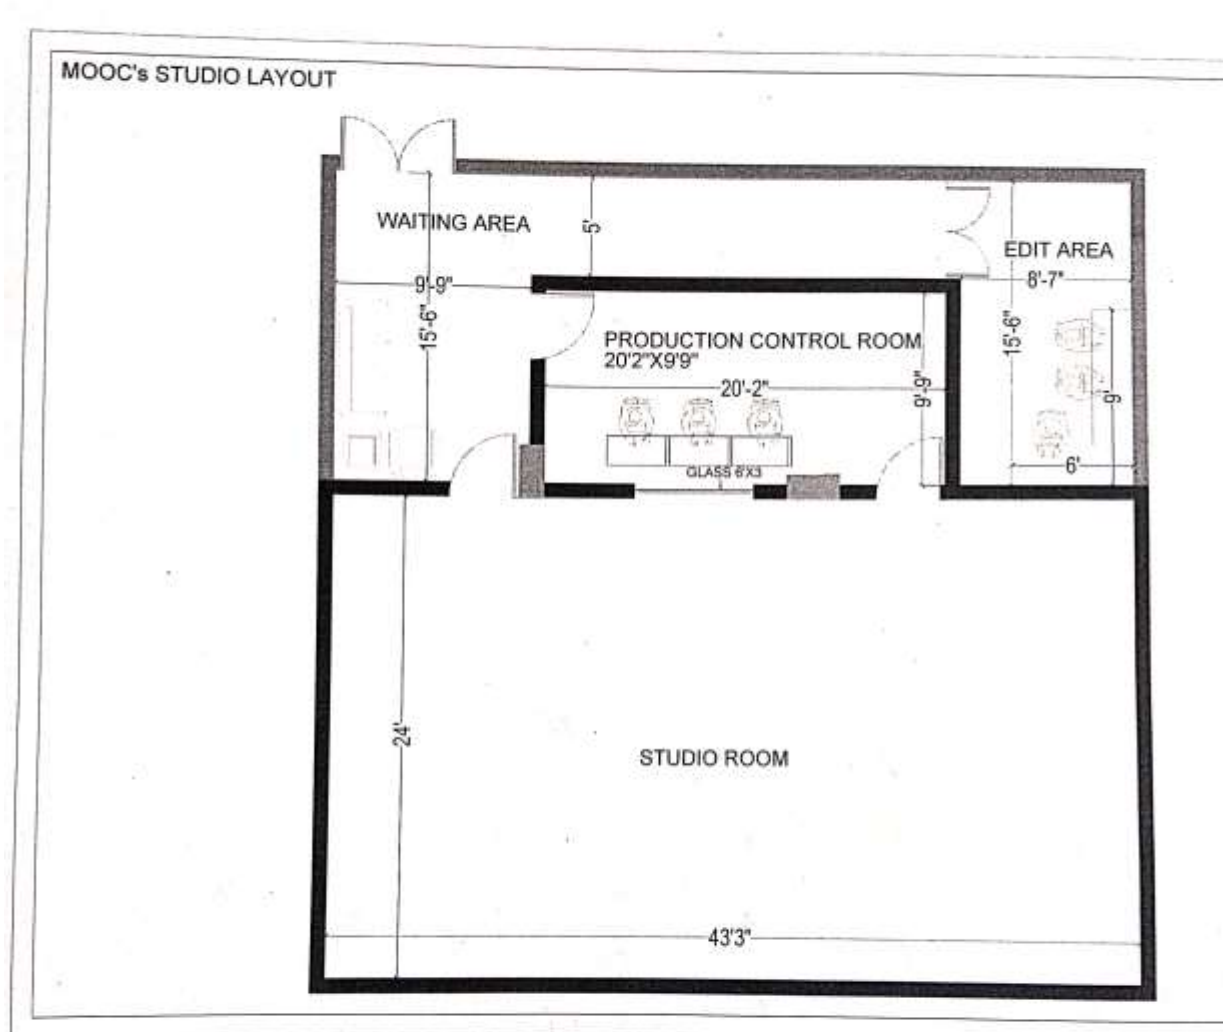 MOOC's STUDIO LAYOUT
WAITING AREA
5'
EDIT AREA
8'-7"
9'-9"
15'-6"
15'-6"
PRODUCTION CONTROL ROOM
20'2"X9'9"
20'-2"
9'-9"
9'
6'
GLASS 6'X3
24'
STUDIO ROOM
43'3"